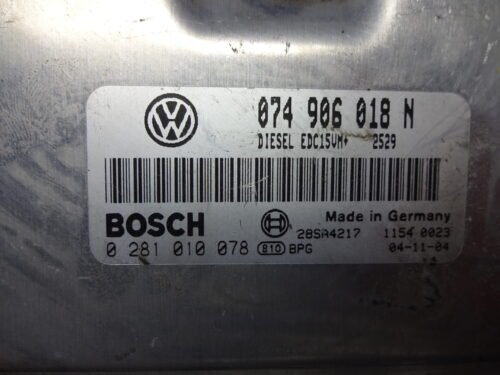 074 906 018 N
DIESEL EDC15VM+ 2529
BOSCH
Made in Germany
0 281 010 078 810 BPG 28SA4217 1154 0023
04-11-04